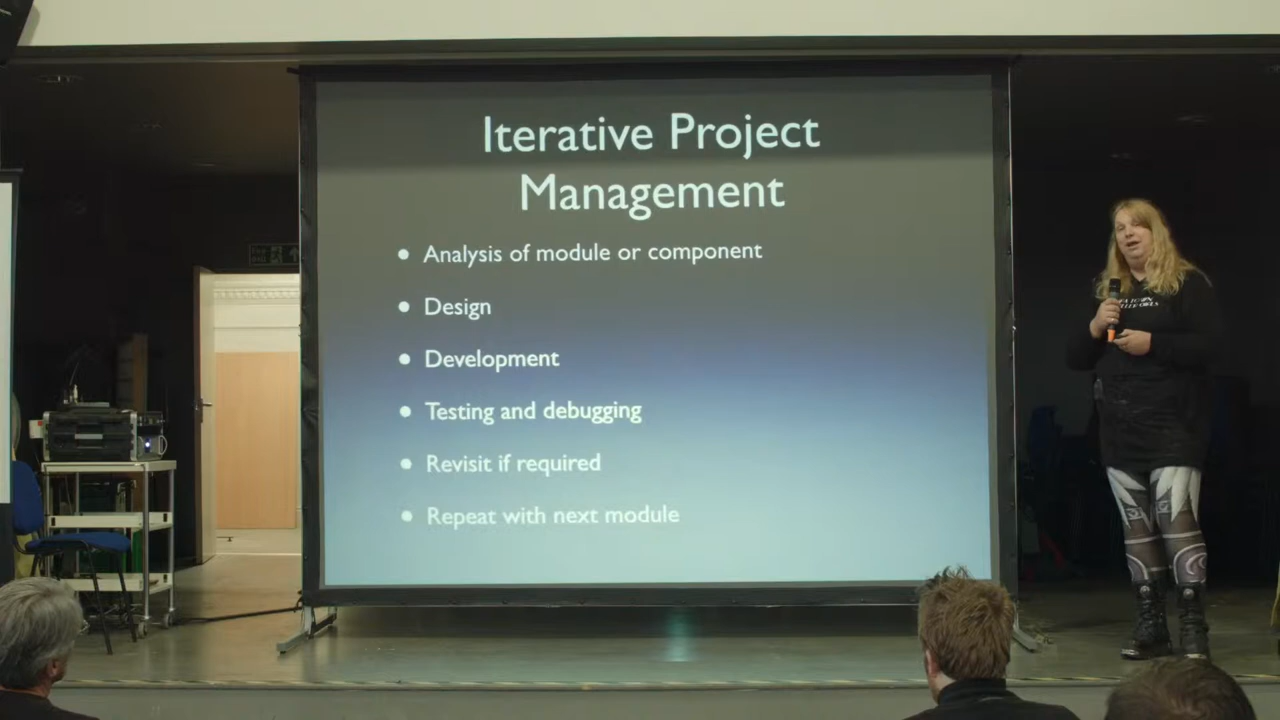 Iterative Project
Management
Analysis of module or component
Design
Development
Testing and debugging
Revisit if required
Repeat with next module